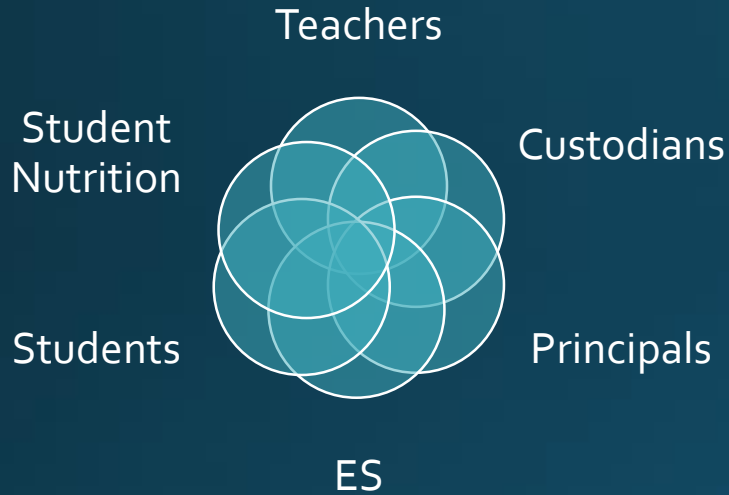 Teachers
Custodians
Principals
ES
Students
Student
Nutrition